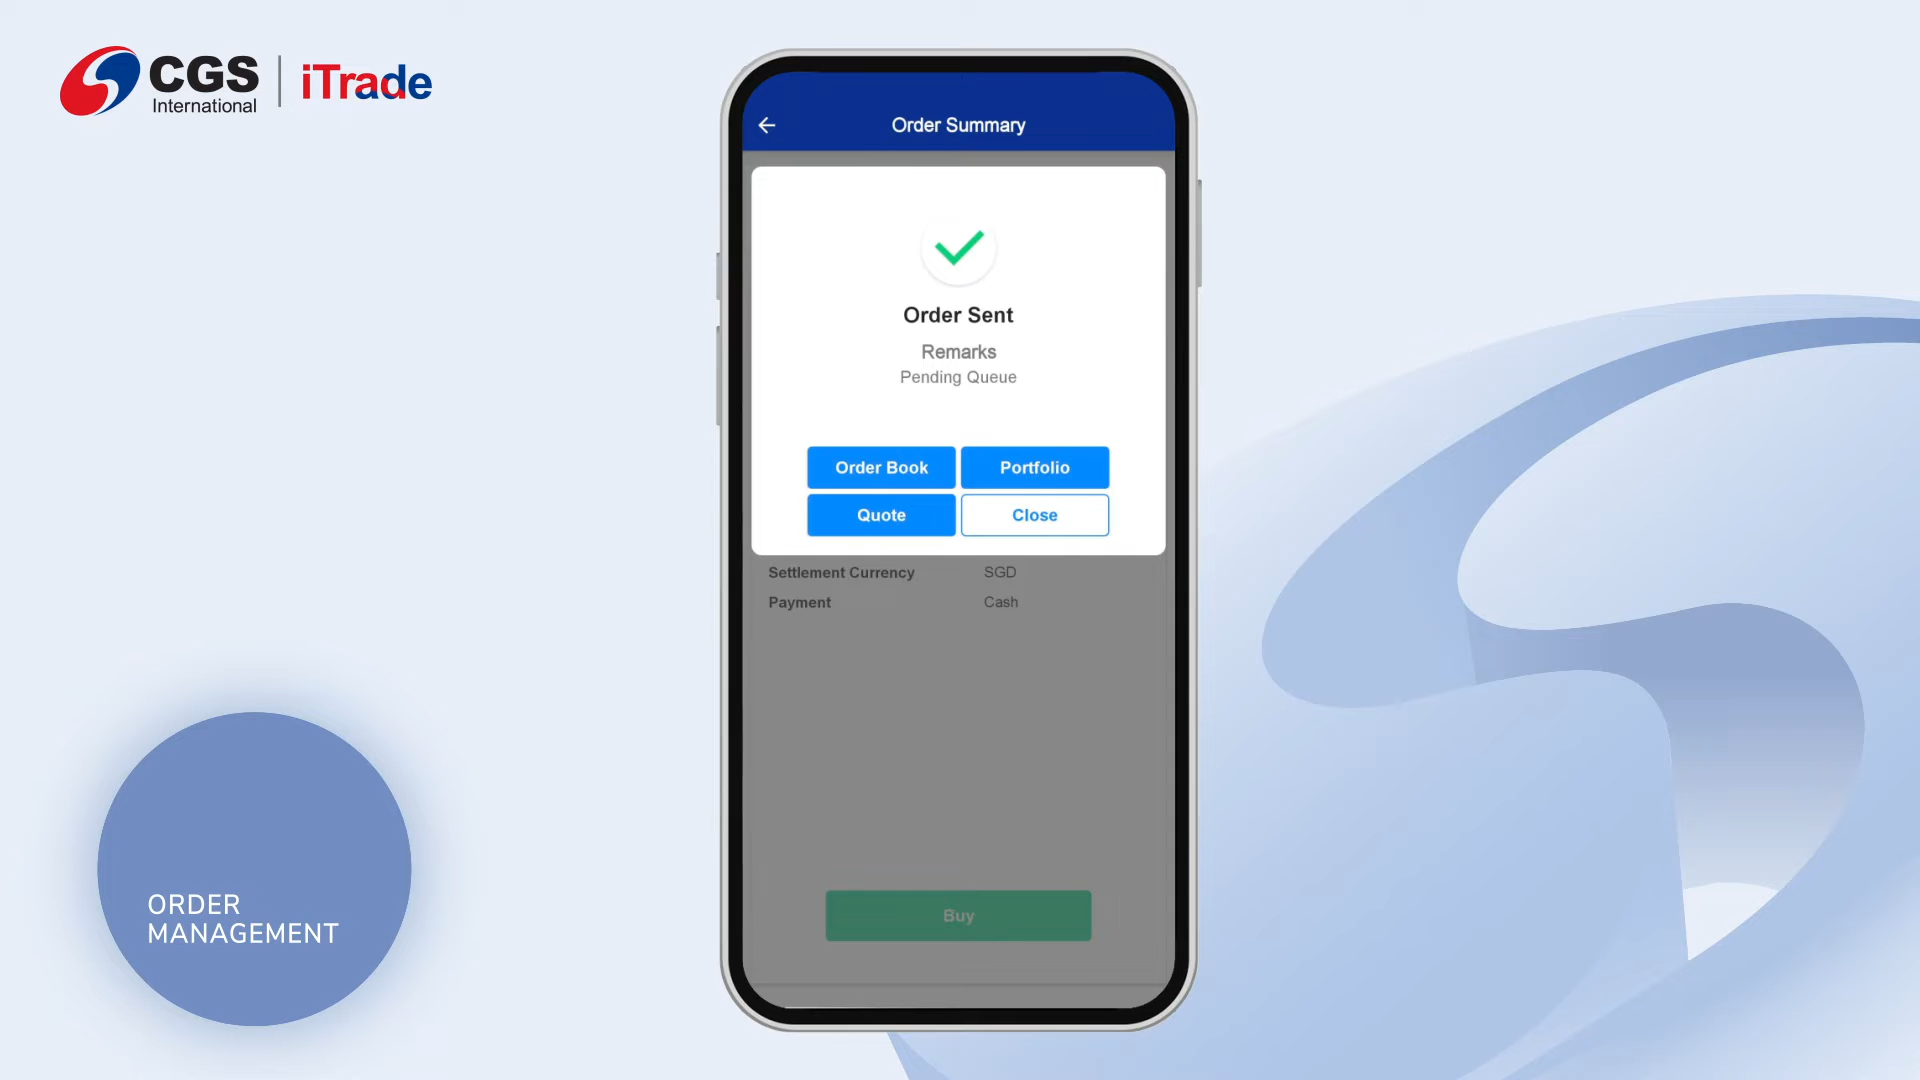 CGS
International
iTrade
Order Summary
Order Sent
Remarks
Pending Queue
Order Book
Portfolio
Quote
Close
Settlement Currency SGD
Payment Cash
Buy
ORDER
MANAGEMENT